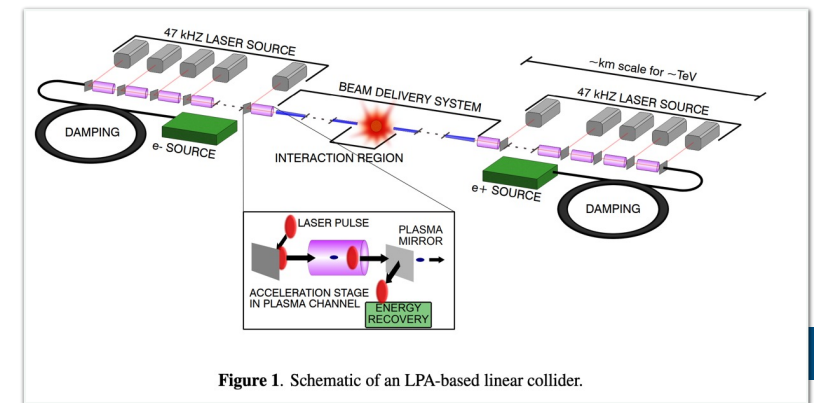 47 kHZ LASER SOURCE
~km scale for ~TeV
BEAM DELIVERY SYSTEM
47 kHZ LASER SOURCE
DAMPING
e- SOURCE
INTERACTION REGION
e+ SOURCE
DAMPING
LASER PULSE
PLASMA
MIRROR
ACCELERATION STAGE
IN PLASMA CHANNEL
ENERGY
RECOVERY
Figure 1. Schematic of an LPA-based linear collider.